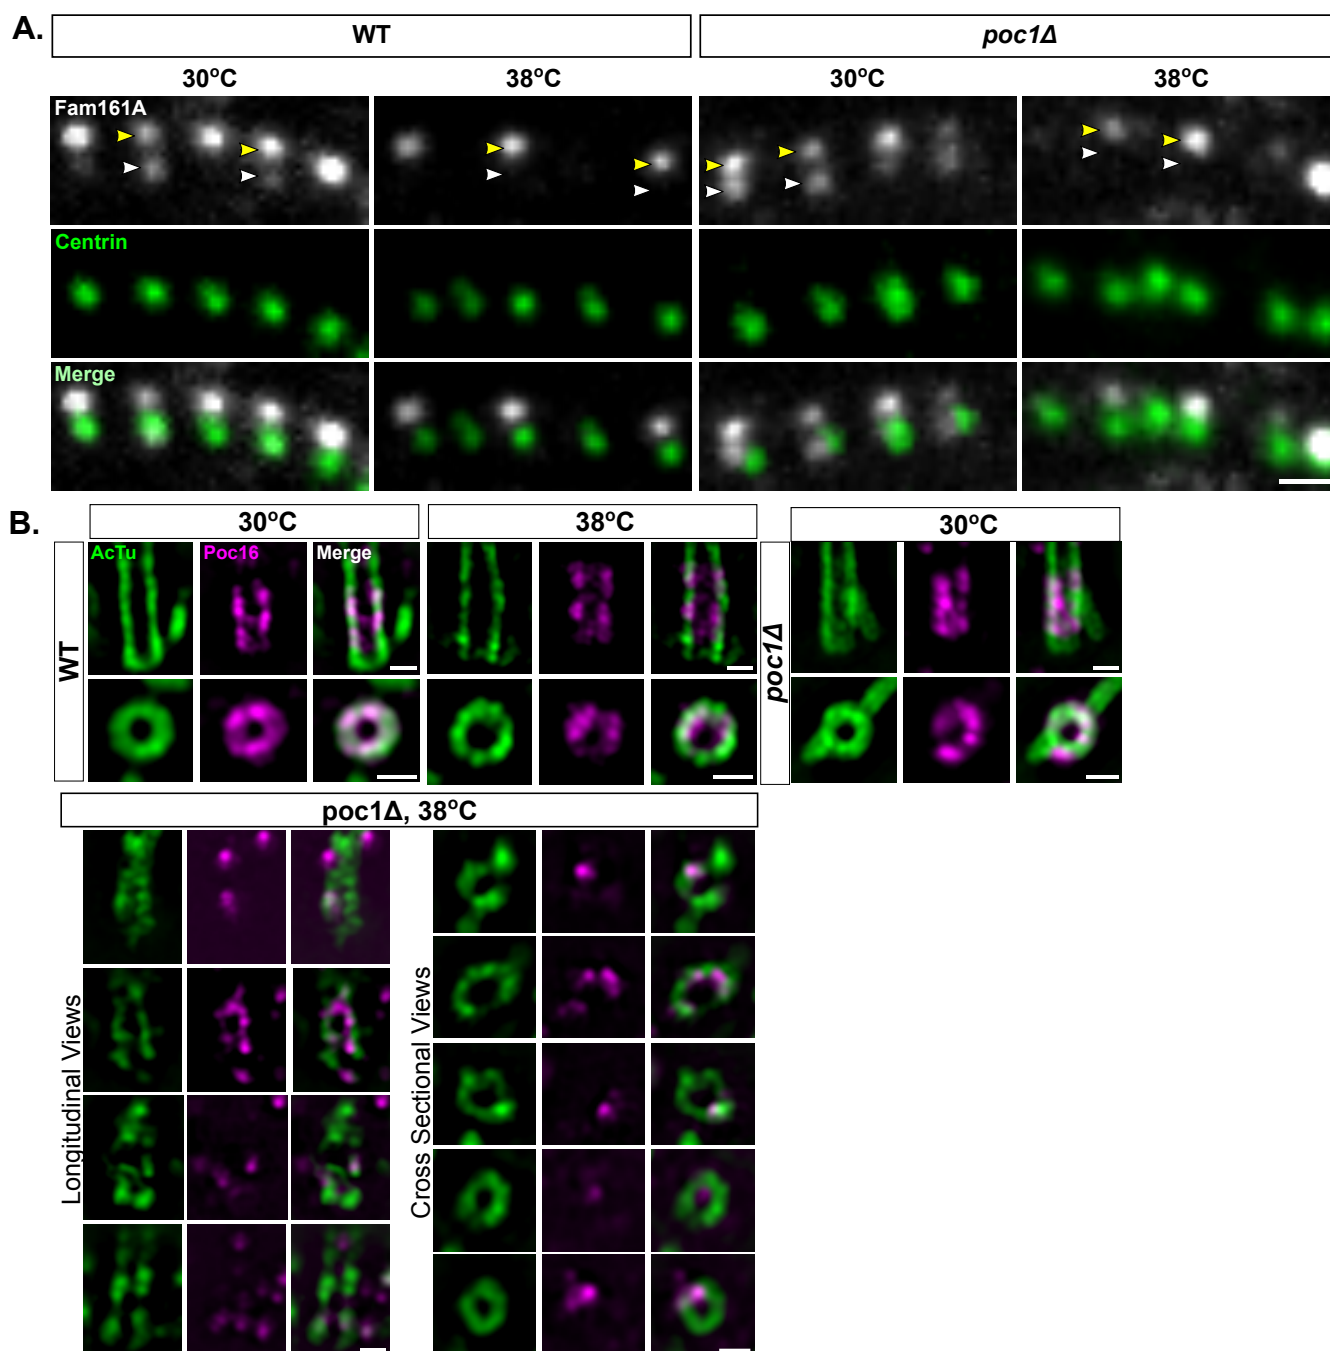 A.
WT
poc1Δ
30°C
38°C
30°C
38°C
Fam161A
Centrin
Merge
B.
30°C
38°C
30°C
WT
AcTu
Poc16
Merge
poc1Δ
poc1Δ, 38°C
Longitudinal Views
Cross Sectional Views